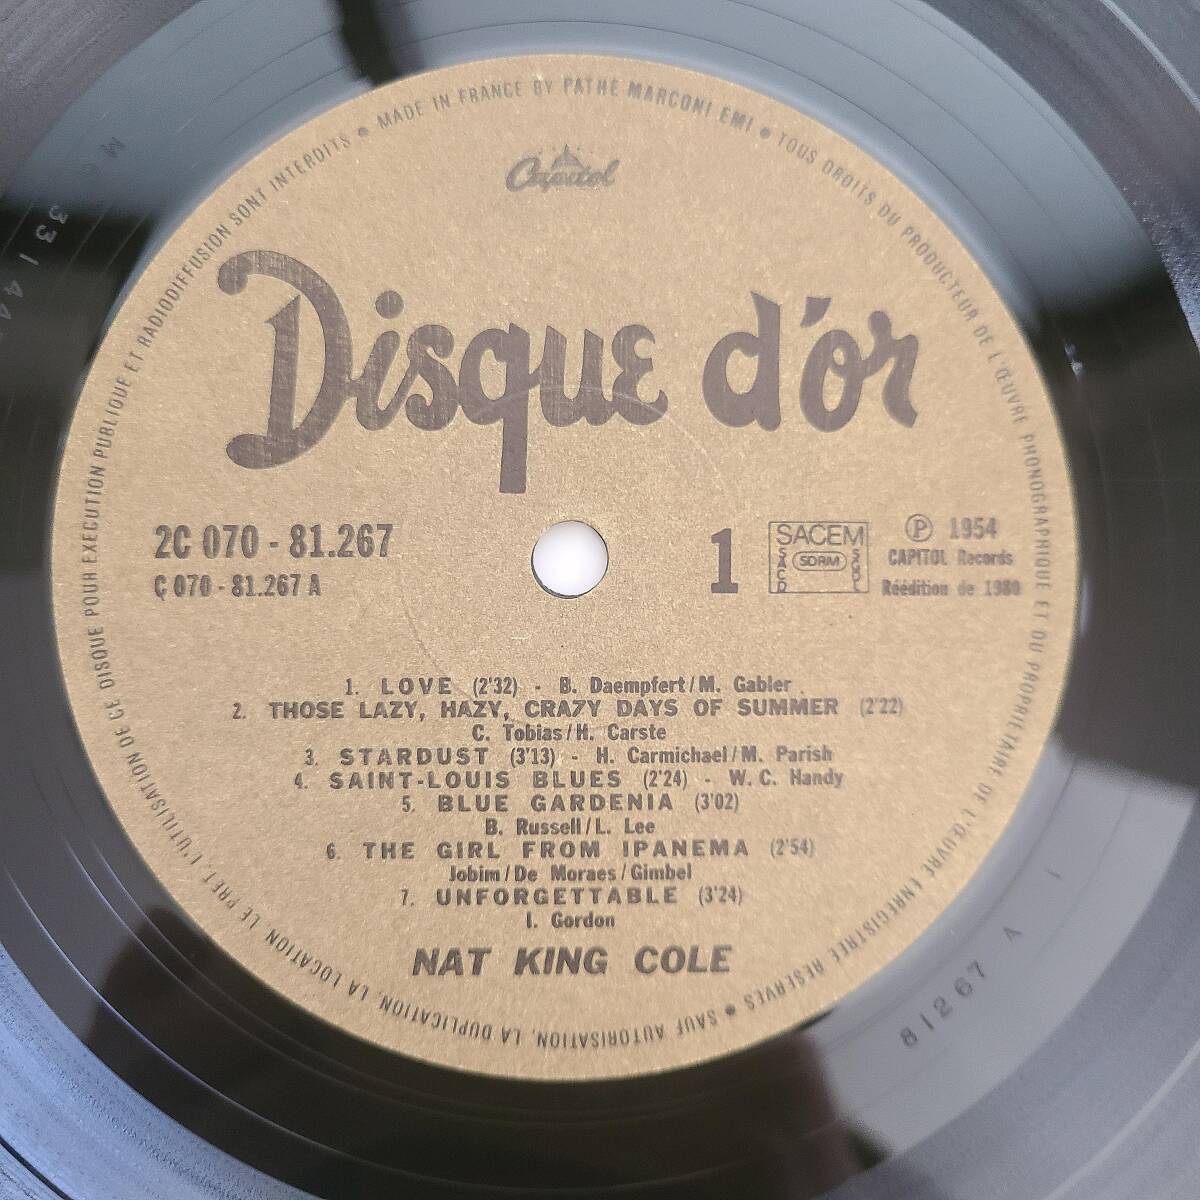 MADE IN FRANCE BY PATHE MARCONI EMI • TOUS DROITS DU PRODUCTEUR DE L'ŒUVRE PHONOGRAPHIQUE ET DU PROPRIETAIRE DE L'ŒUVRE ENREGISTREE RESERVES • SAUF AUTORISATION, LA DUPLICATION, LA LOCATION, LE PRET, L'UTILISATION DE CE DISQUE POUR EXECUTION PUBLIQUE ET RADIODIFFUSION SONT INTERDITS •
Capitol
Disque d'or
2C 070 - 81.267
C 070 - 81.267 A
1
SACEM
SACD
SDRM
SGDL
Ⓟ 1954
CAPITOL Records
Réédition de 1980
1. LOVE (2'32) - B. Daempfert/M. Gabler
2. THOSE LAZY, HAZY, CRAZY DAYS OF SUMMER (2'22)
C. Tobias/H. Carste
3. STARDUST (3'13) - H. Carmichael/M. Parish
4. SAINT-LOUIS BLUES (2'24) - W.C. Handy
5. BLUE GARDENIA (3'02)
B. Russell/L. Lee
6. THE GIRL FROM IPANEMA (2'54)
Jobim/De Moraes/Gimbel
7. UNFORGETTABLE (3'24)
I. Gordon
NAT KING COLE
81267 A 1